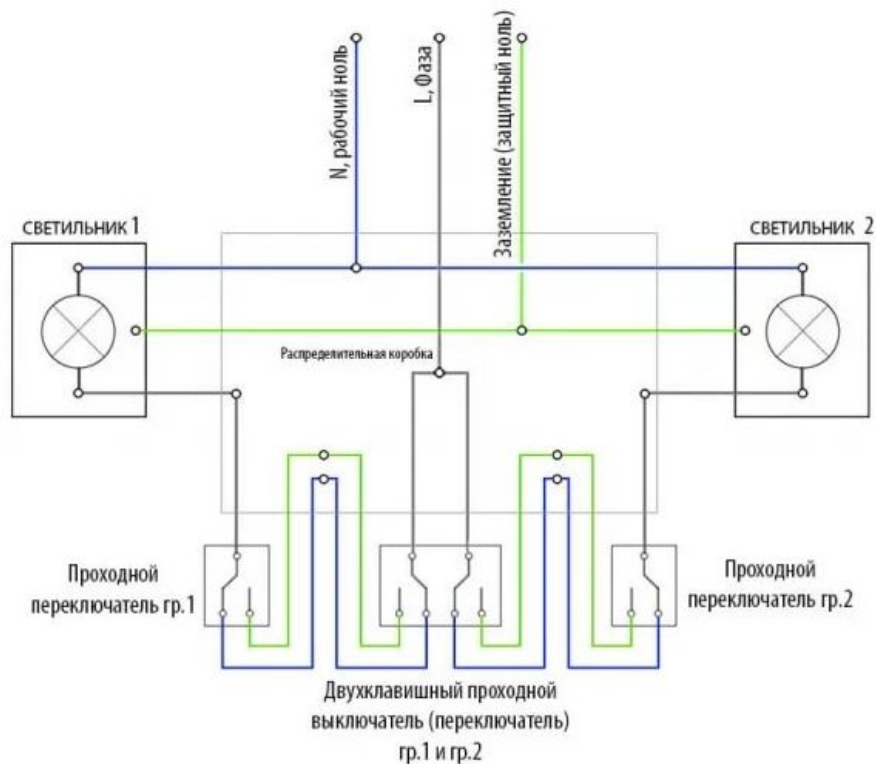 N, рабочий ноль
L, Фаза
Заземление (защитный ноль)
СВЕТИЛЬНИК 1
СВЕТИЛЬНИК 2
Распределительная коробка
Проходной
переключатель гр.1
Проходной
переключатель гр.2
Двухклавишный проходной
выключатель (переключатель)
гр.1 и гр.2